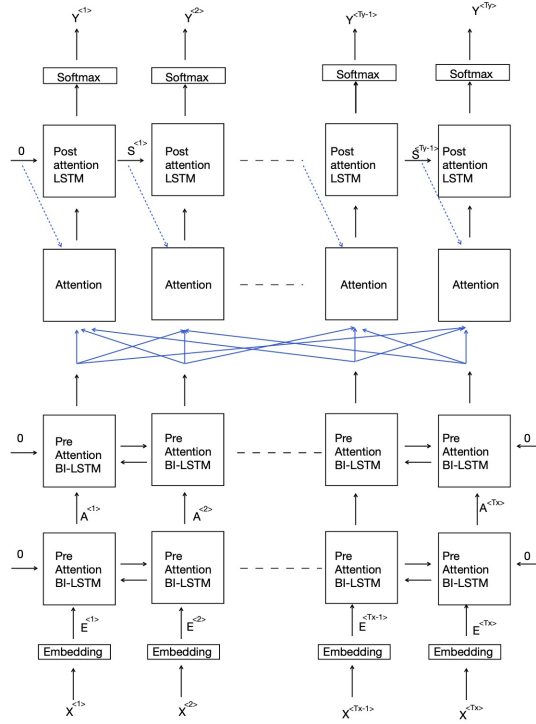 Y<1> Y<2> Y<Ty-1> Y<Ty>
Softmax Softmax Softmax Softmax
0 S<1> S<Ty-1>
Post attention LSTM
Post attention LSTM
Post attention LSTM
Post attention LSTM
Attention Attention Attention Attention
0 0
Pre Attention BI-LSTM
Pre Attention BI-LSTM
Pre Attention BI-LSTM
Pre Attention BI-LSTM
A<1> A<2> A<Tx>
0 0
Pre Attention BI-LSTM
Pre Attention BI-LSTM
Pre Attention BI-LSTM
Pre Attention BI-LSTM
E<1> E<2> E<Tx-1> E<Tx>
Embedding Embedding Embedding Embedding
X<1> X<2> X<Tx-1> X<Tx>